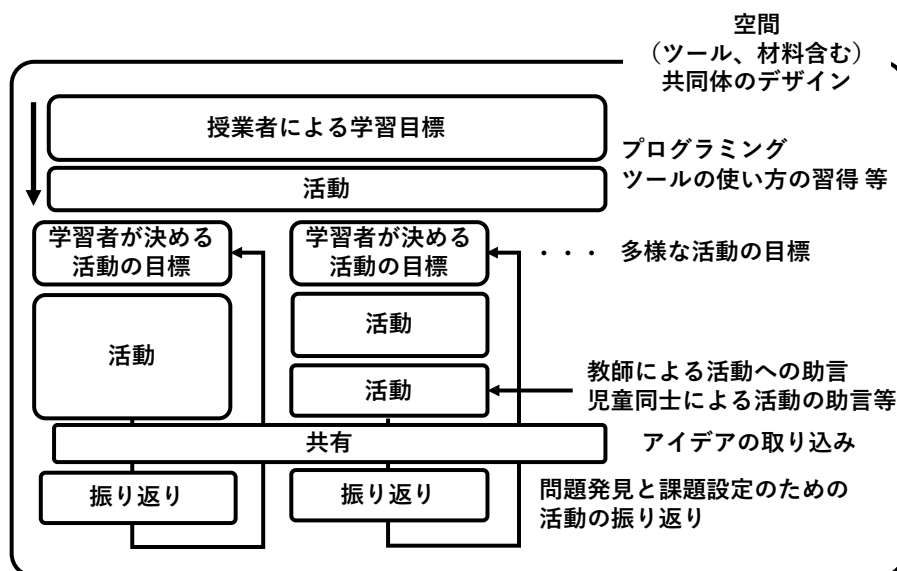 空間
（ツール、材料含む）
共同体のデザイン
授業者による学習目標
プログラミング
ツールの使い方の習得 等
活動
学習者が決める
活動の目標
学習者が決める
活動の目標
・・・ 多様な活動の目標
活動
活動
活動
教師による活動への助言
児童同士による活動の助言等
共有
アイデアの取り込み
振り返り
振り返り
問題発見と課題設定のための
活動の振り返り